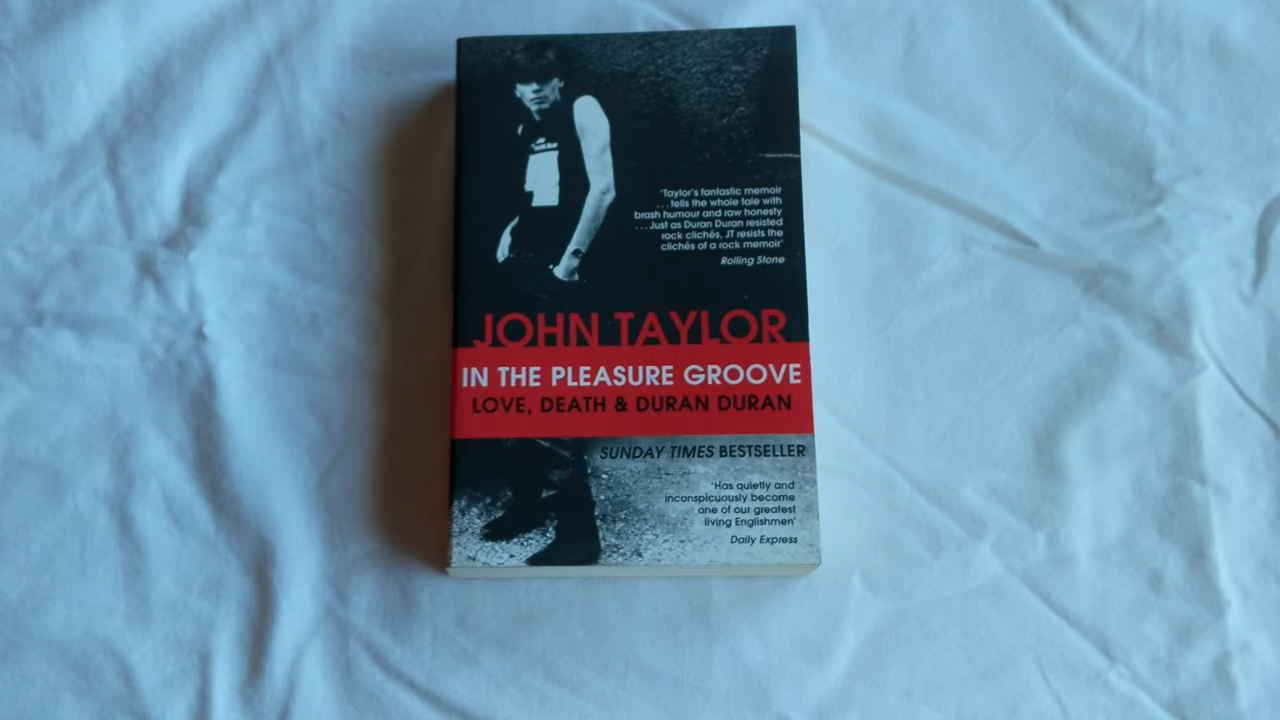 'Taylor's fantastic memoir
...tells the whole tale with
brash humour and raw honesty
...Just as Duran Duran resisted
rock clichés, JT resists the
clichés of a rock memoir'
Rolling Stone
JOHN TAYLOR
IN THE PLEASURE GROOVE
LOVE, DEATH & DURAN DURAN
SUNDAY TIMES BESTSELLER
'Has quietly and
inconspicuously become
one of our greatest
living Englishmen'
Daily Express